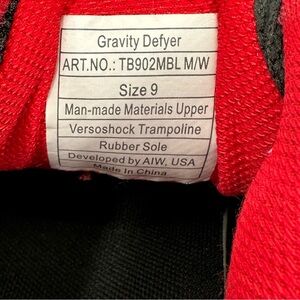 Gravity Defyer
ART.NO.: TB902MBL M/W
Size 9
Man-made Materials Upper
Versoshock Trampoline
Rubber Sole
Developed by AIW, USA
Made In China